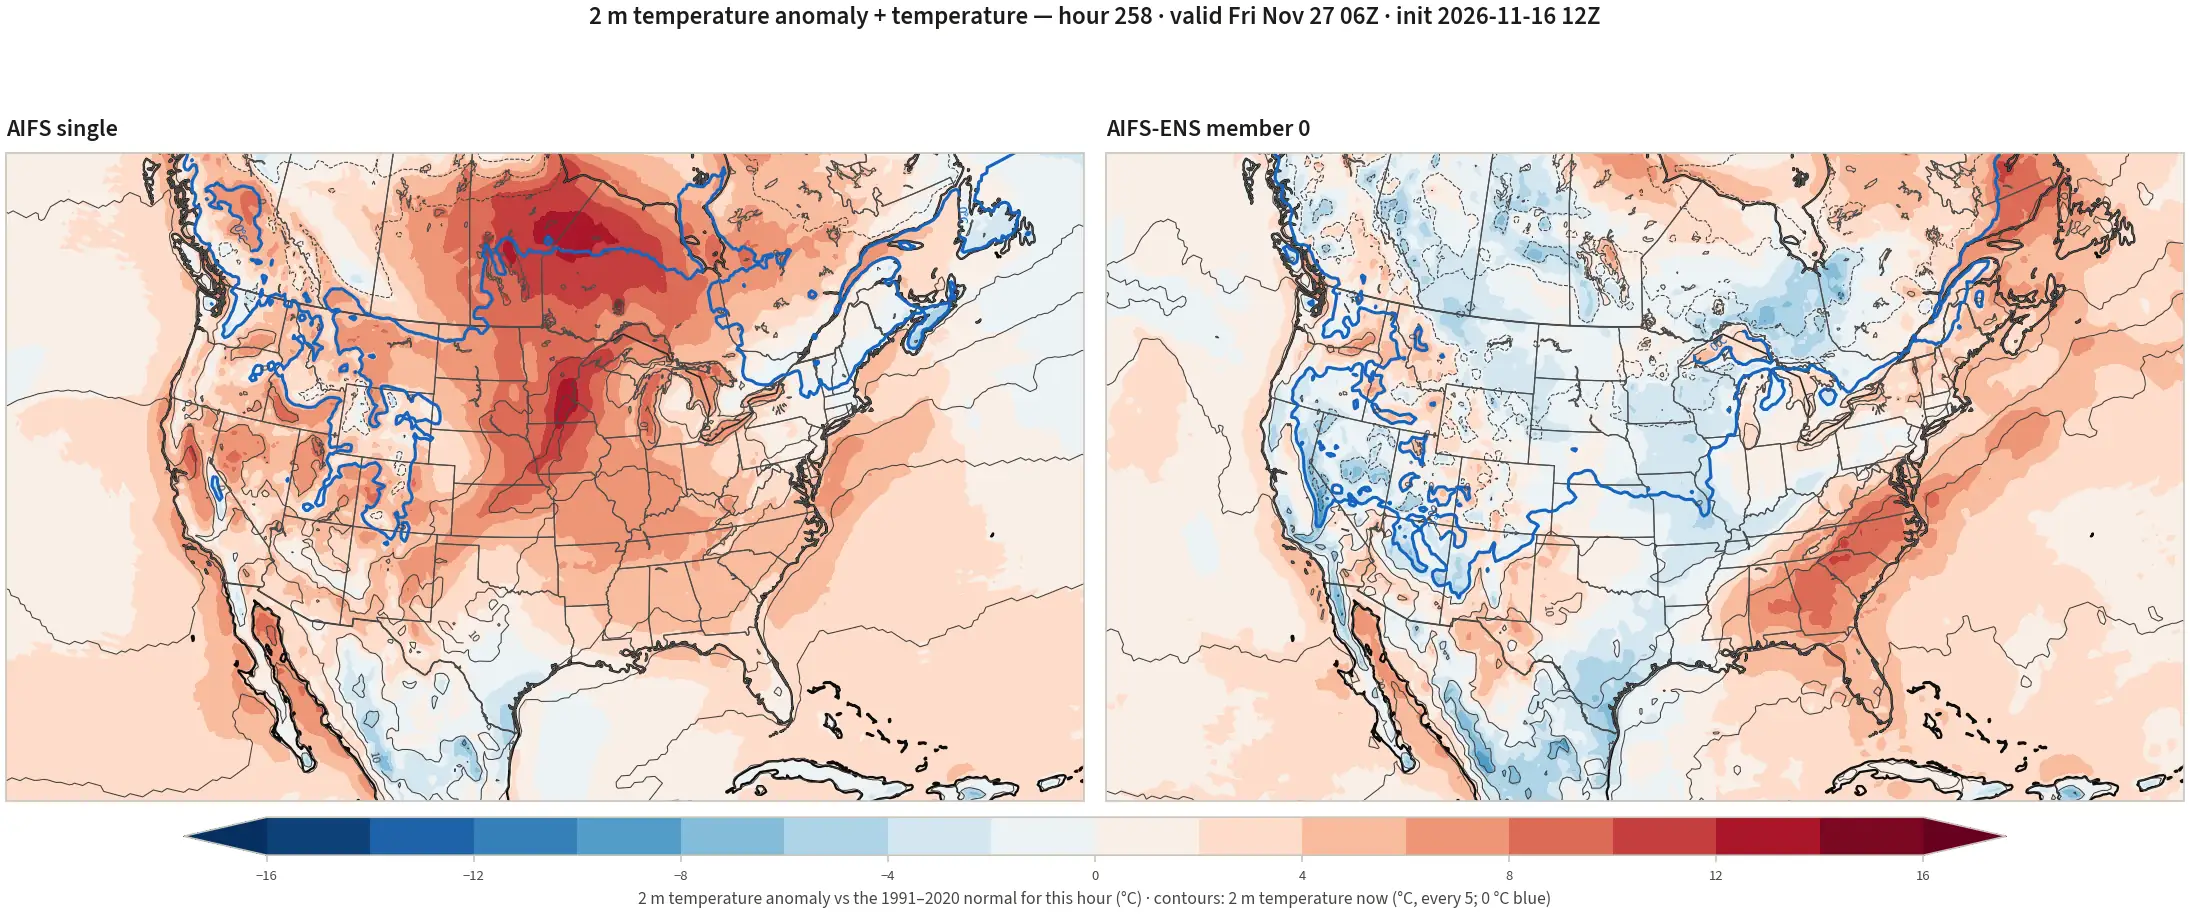 2 m temperature anomaly + temperature — hour 258 · valid Fri Nov 27 06Z · init 2026-11-16 12Z
AIFS single
AIFS-ENS member 0
−16 −12 −8 −4 0 4 8 12 16
2 m temperature anomaly vs the 1991–2020 normal for this hour (°C) · contours: 2 m temperature now (°C, every 5; 0 °C blue)